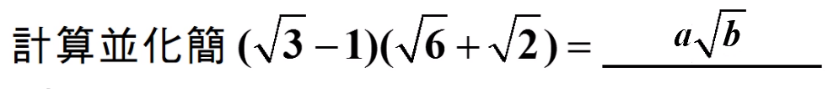 計算並化簡 (√3 − 1)(√6 + √2) = a√b